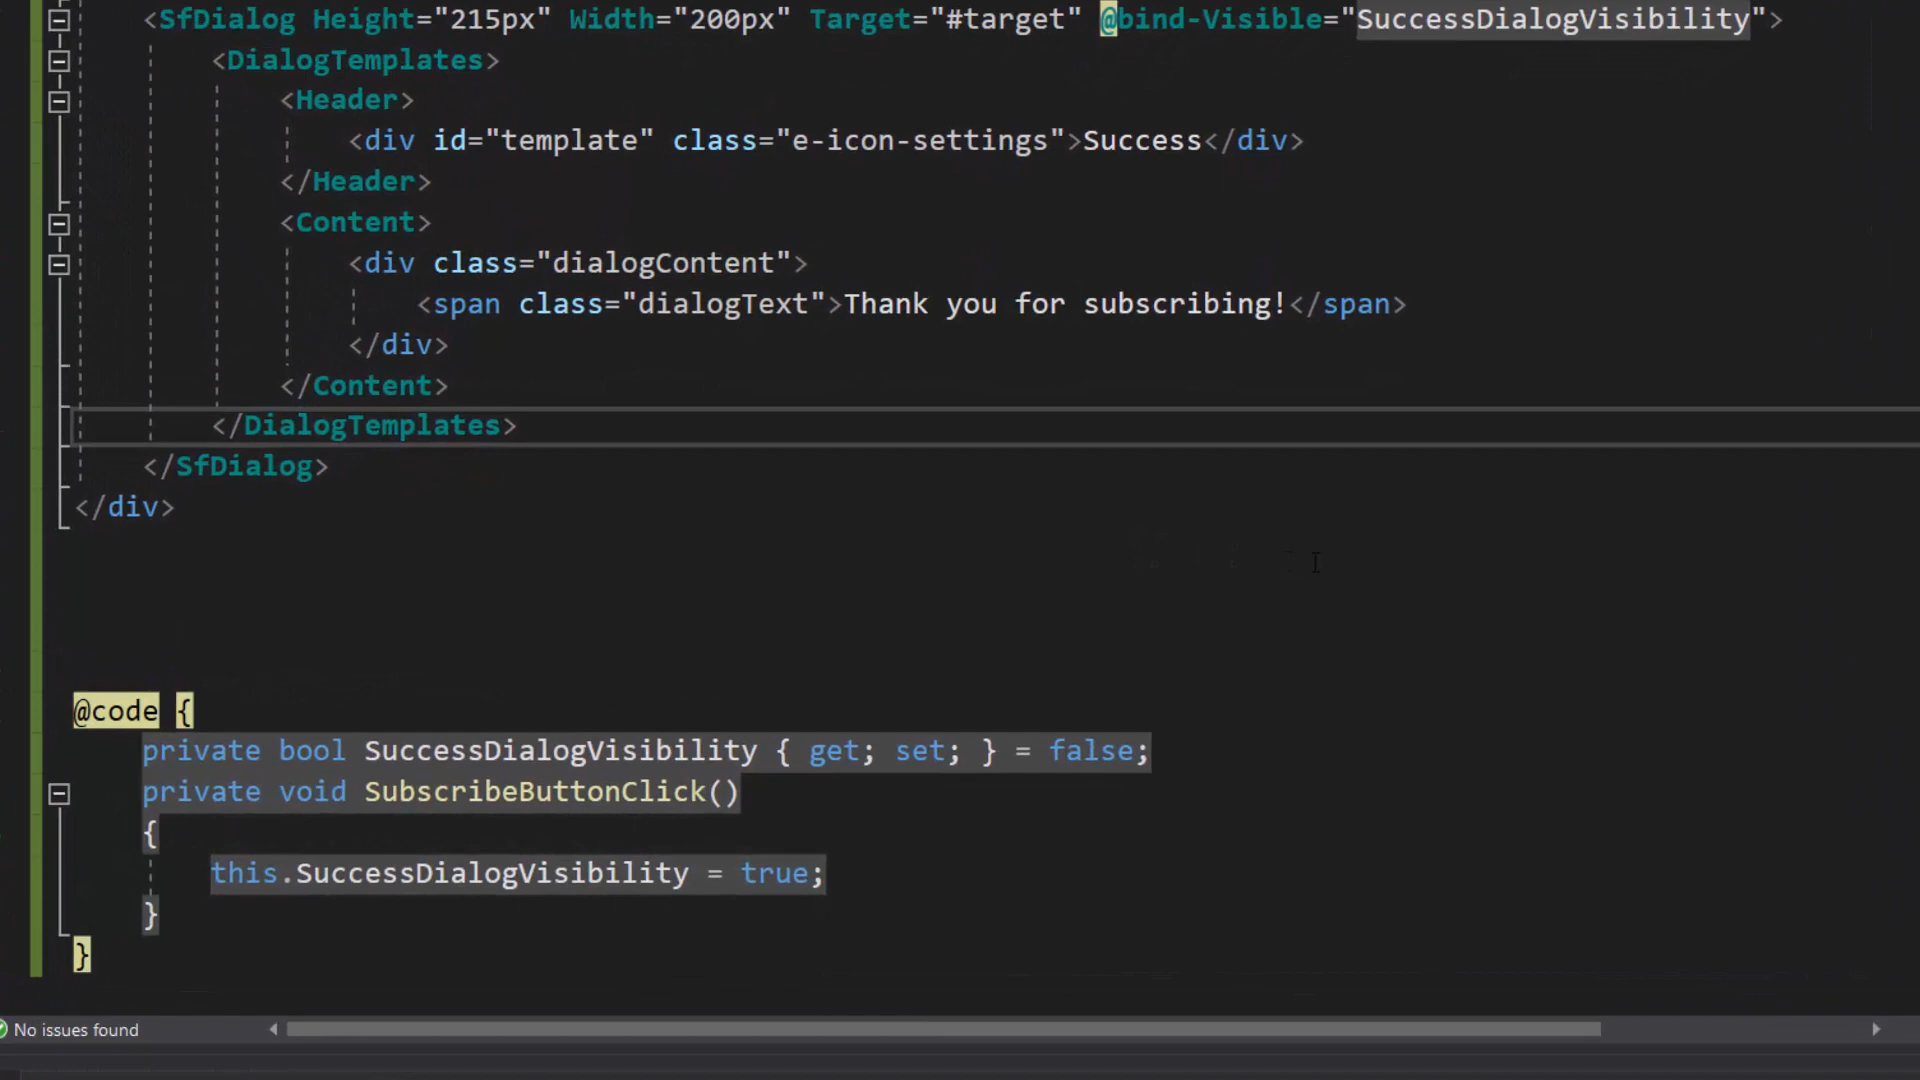 <SfDialog Height="215px" Width="200px" Target="#target" @bind-Visible="SuccessDialogVisibility">
<DialogTemplates>
<Header>
<div id="template" class="e-icon-settings">Success</div>
</Header>
<Content>
<div class="dialogContent">
<span class="dialogText">Thank you for subscribing!</span>
</div>
</Content>
</DialogTemplates>
</SfDialog>
</div>
@code {
private bool SuccessDialogVisibility { get; set; } = false;
private void SubscribeButtonClick()
{
this.SuccessDialogVisibility = true;
}
}
No issues found